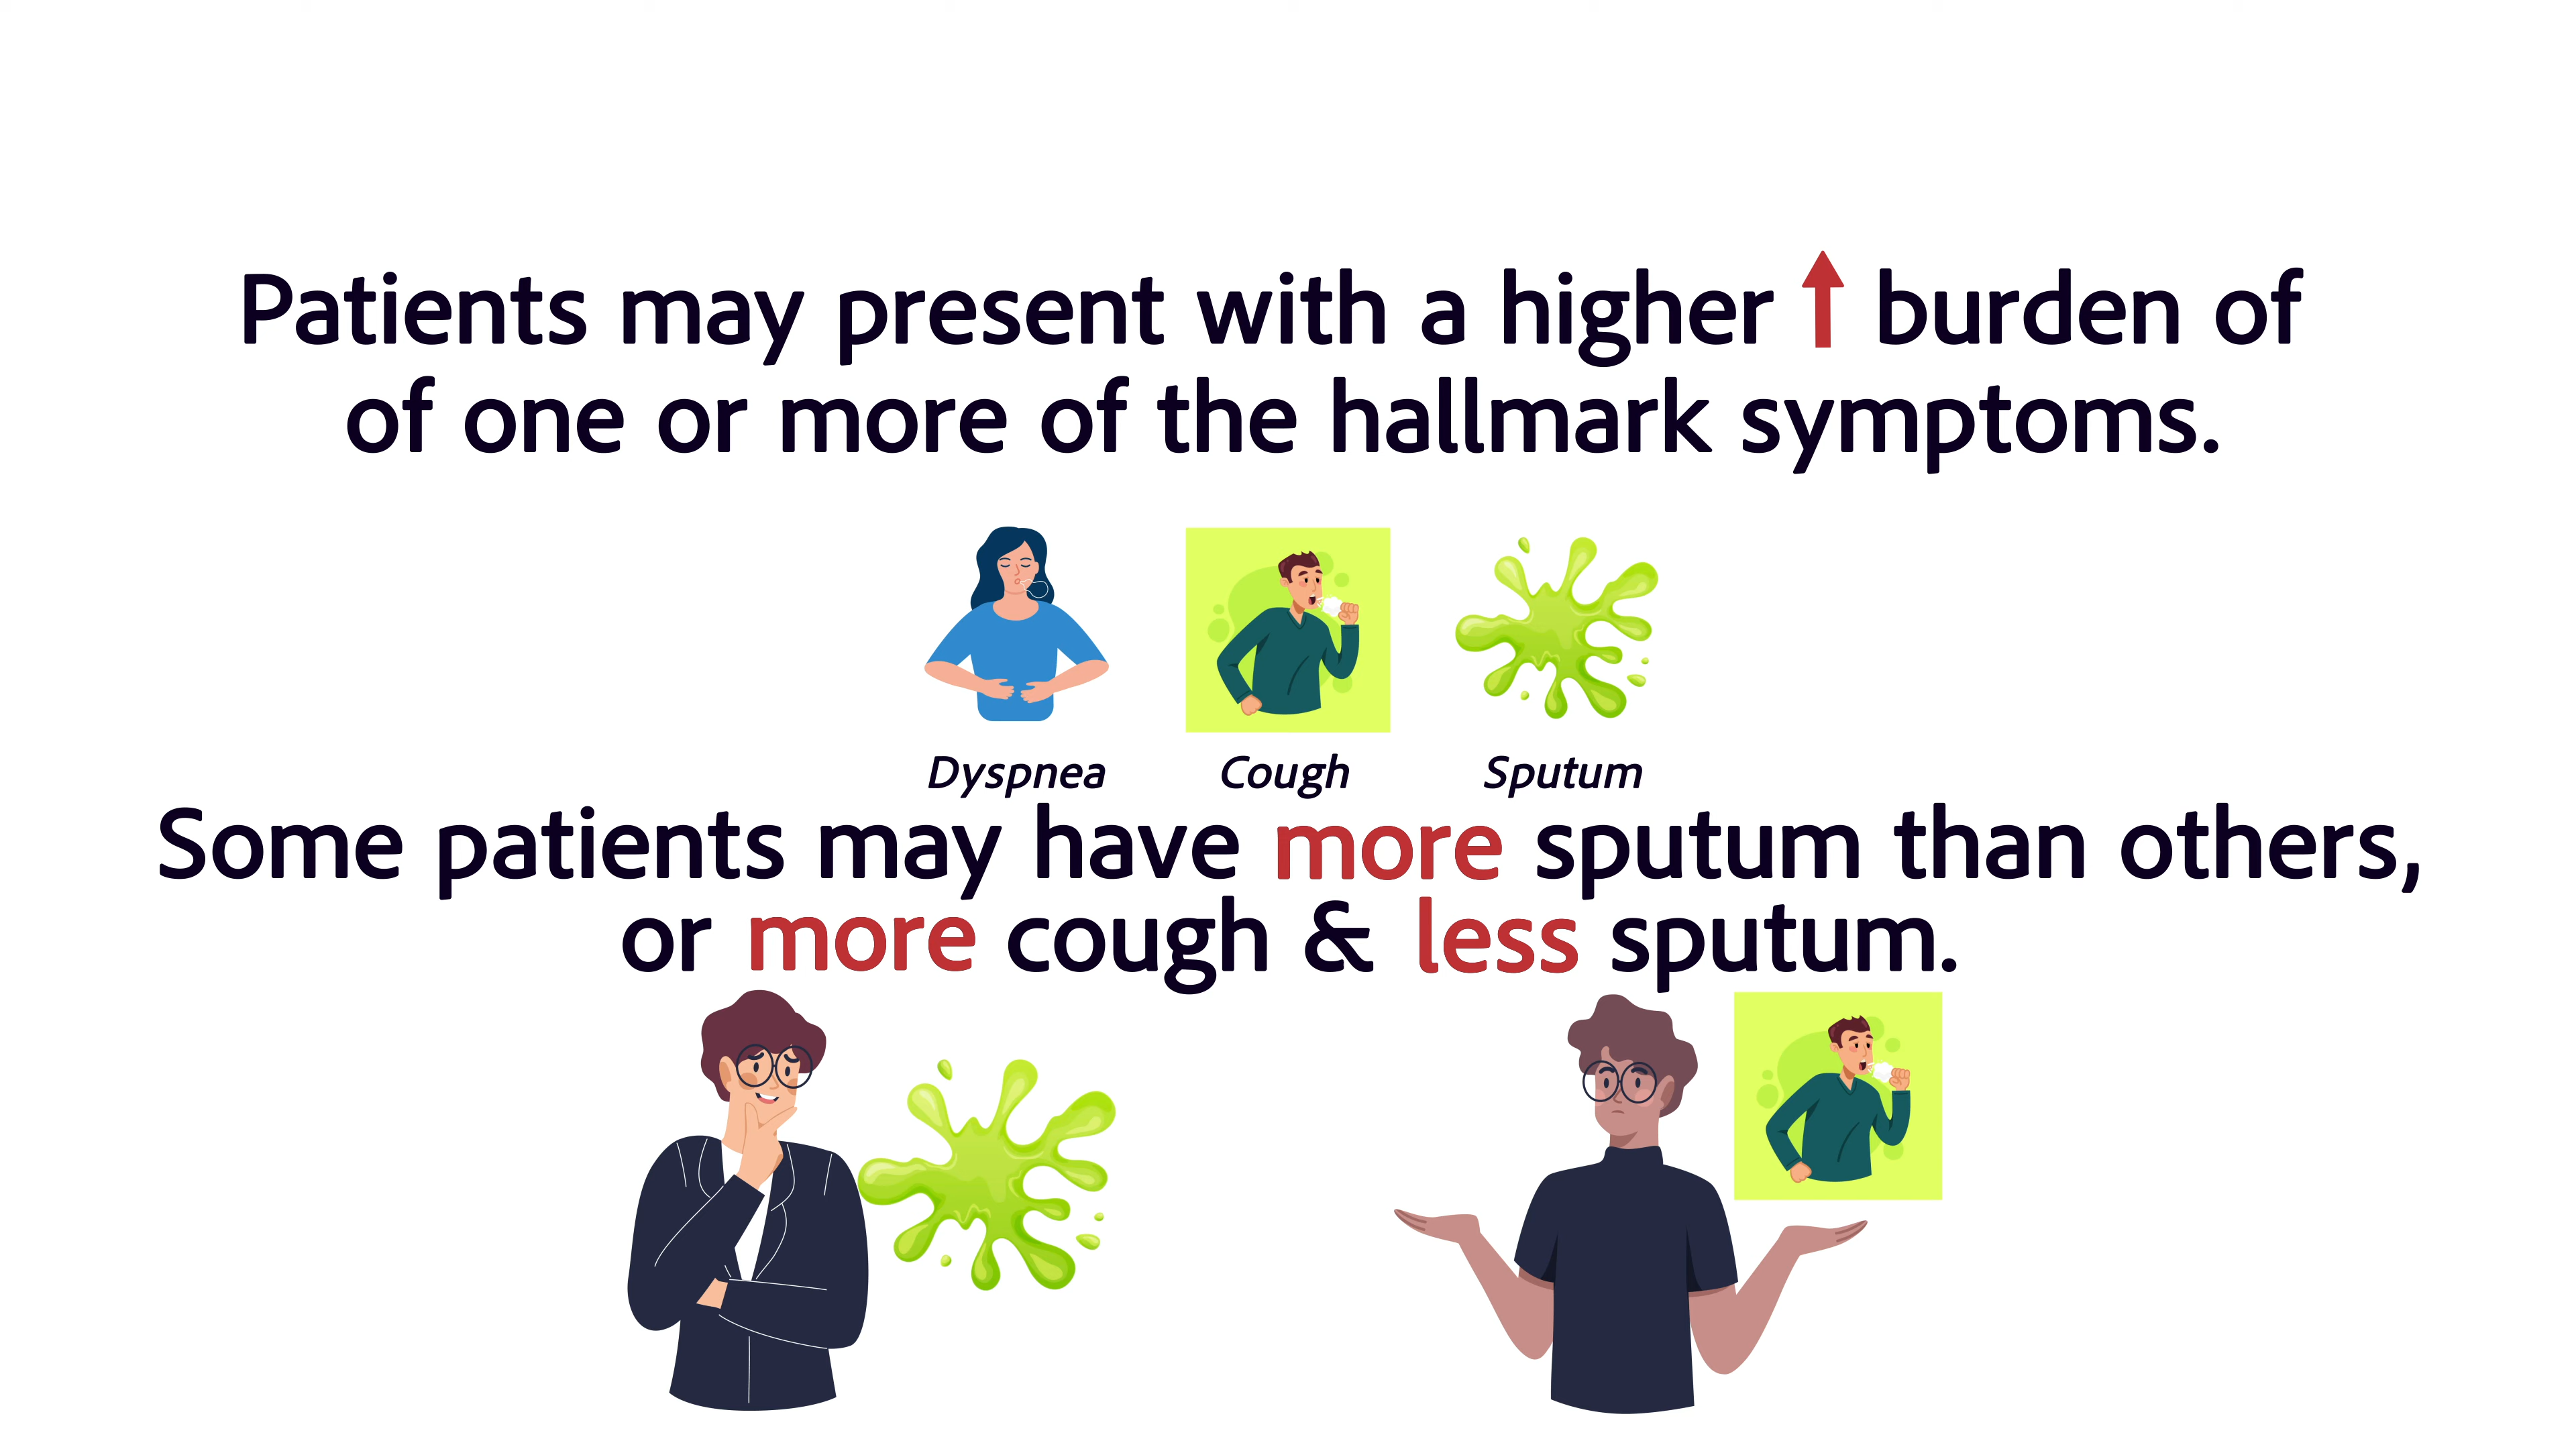 Patients may present with a higher burden of
of one or more of the hallmark symptoms.
Dyspnea Cough Sputum
Some patients may have more sputum than others,
or more cough & less sputum.